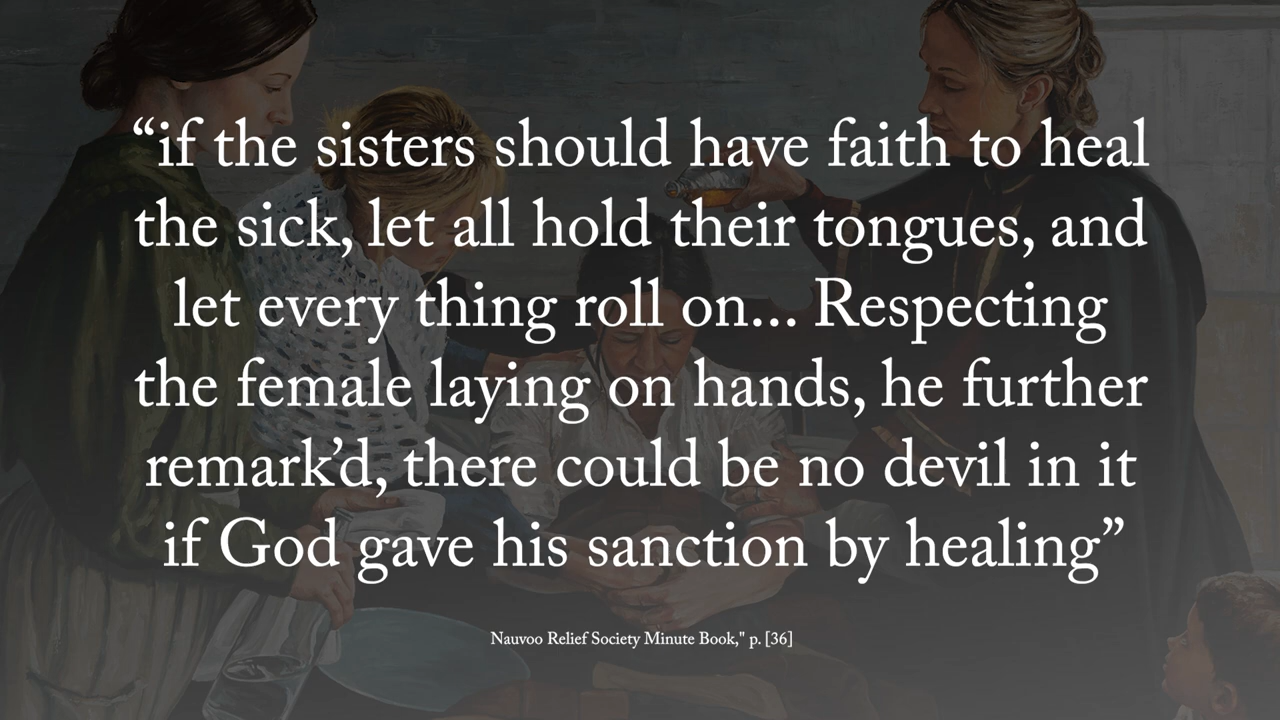 “if the sisters should have faith to heal
the sick, let all hold their tongues, and
let every thing roll on... Respecting
the female laying on hands, he further
remark’d, there could be no devil in it
if God gave his sanction by healing”
Nauvoo Relief Society Minute Book," p. [36]